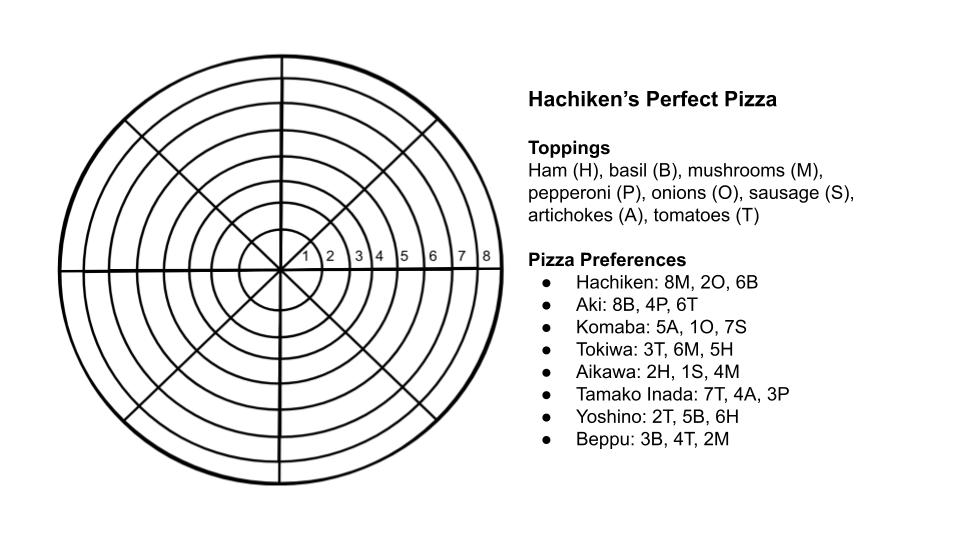 1 2 3 4 5 6 7 8
Hachiken’s Perfect Pizza
Toppings
Ham (H), basil (B), mushrooms (M),
pepperoni (P), onions (O), sausage (S),
artichokes (A), tomatoes (T)
Pizza Preferences
● Hachiken: 8M, 2O, 6B
● Aki: 8B, 4P, 6T
● Komaba: 5A, 1O, 7S
● Tokiwa: 3T, 6M, 5H
● Aikawa: 2H, 1S, 4M
● Tamako Inada: 7T, 4A, 3P
● Yoshino: 2T, 5B, 6H
● Beppu: 3B, 4T, 2M